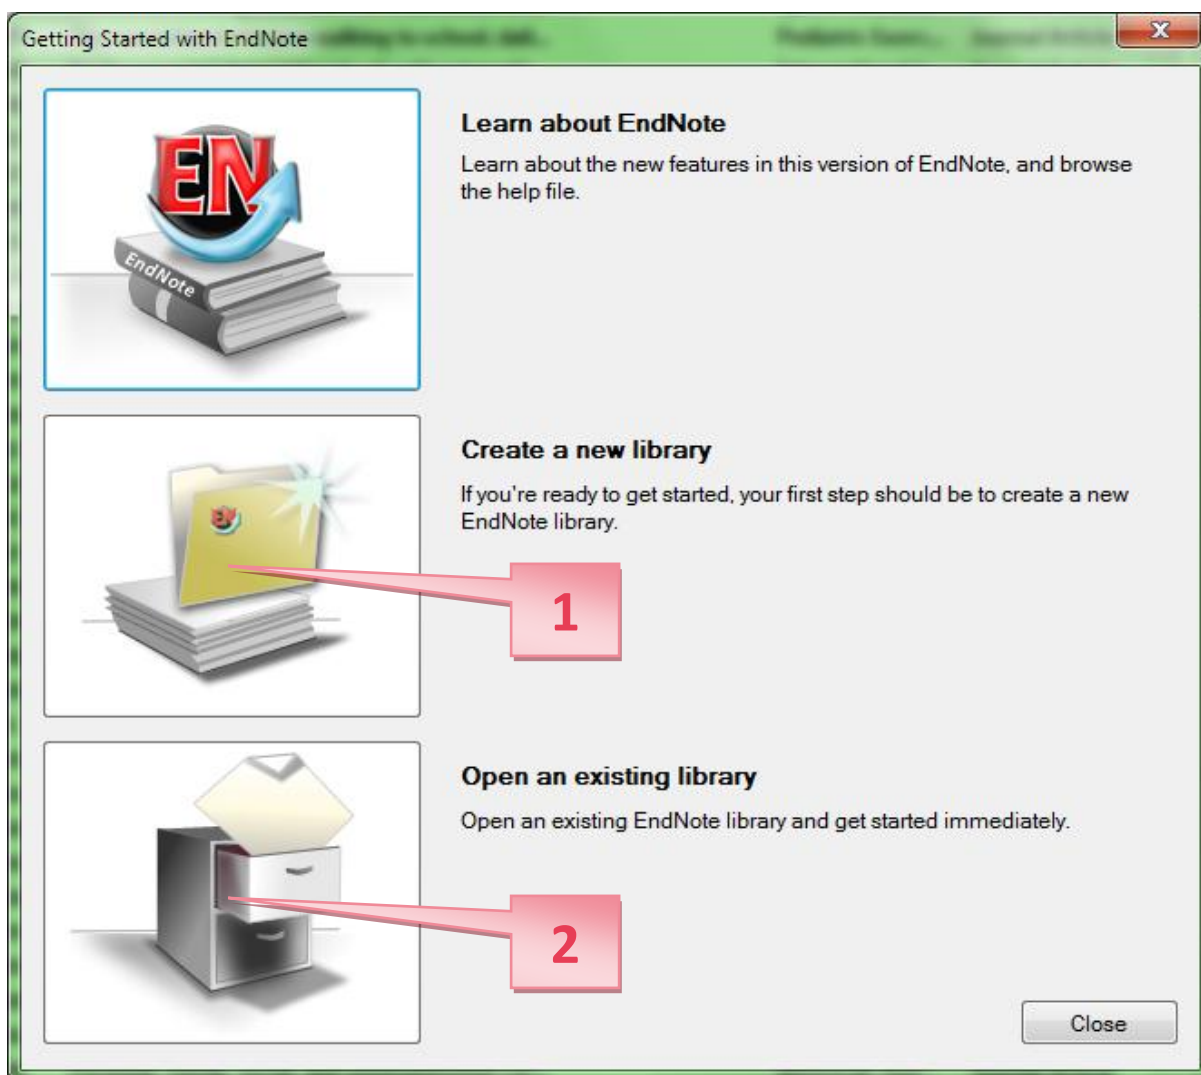 Getting Started with EndNote
X
EN
EndNote
Learn about EndNote
Learn about the new features in this version of EndNote, and browse
the help file.
EN
Create a new library
If you're ready to get started, your first step should be to create a new
EndNote library.
1
Open an existing library
Open an existing EndNote library and get started immediately.
2
Close